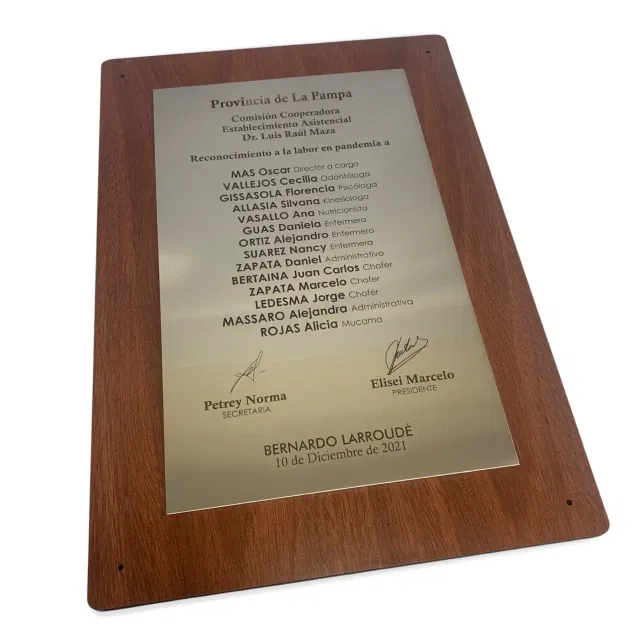 Provincia de La Pampa
Comisión Cooperadora
Establecimiento Asistencial
Dr. Luis Raúl Maza
Reconocimiento a la labor en pandemia a
MAS Oscar Director a cargo
VALLEJOS Cecilia Odontóloga
GISSASOLA Florencia Psicóloga
ALLASIA Silvana Kinesióloga
VASALLO Ana Nutricionista
GUAS Daniela Enfermera
ORTIZ Alejandro Enfermero
SUAREZ Nancy Enfermera
ZAPATA Daniel Administrativo
BERTAINA Juan Carlos Chofer
ZAPATA Marcelo Chofer
LEDESMA Jorge Chofer
MASSARO Alejandra Administrativa
ROJAS Alicia Mucama
Petrey Norma
SECRETARIA
Elisei Marcelo
PRESIDENTE
BERNARDO LARROUDÉ
10 de Diciembre de 2021